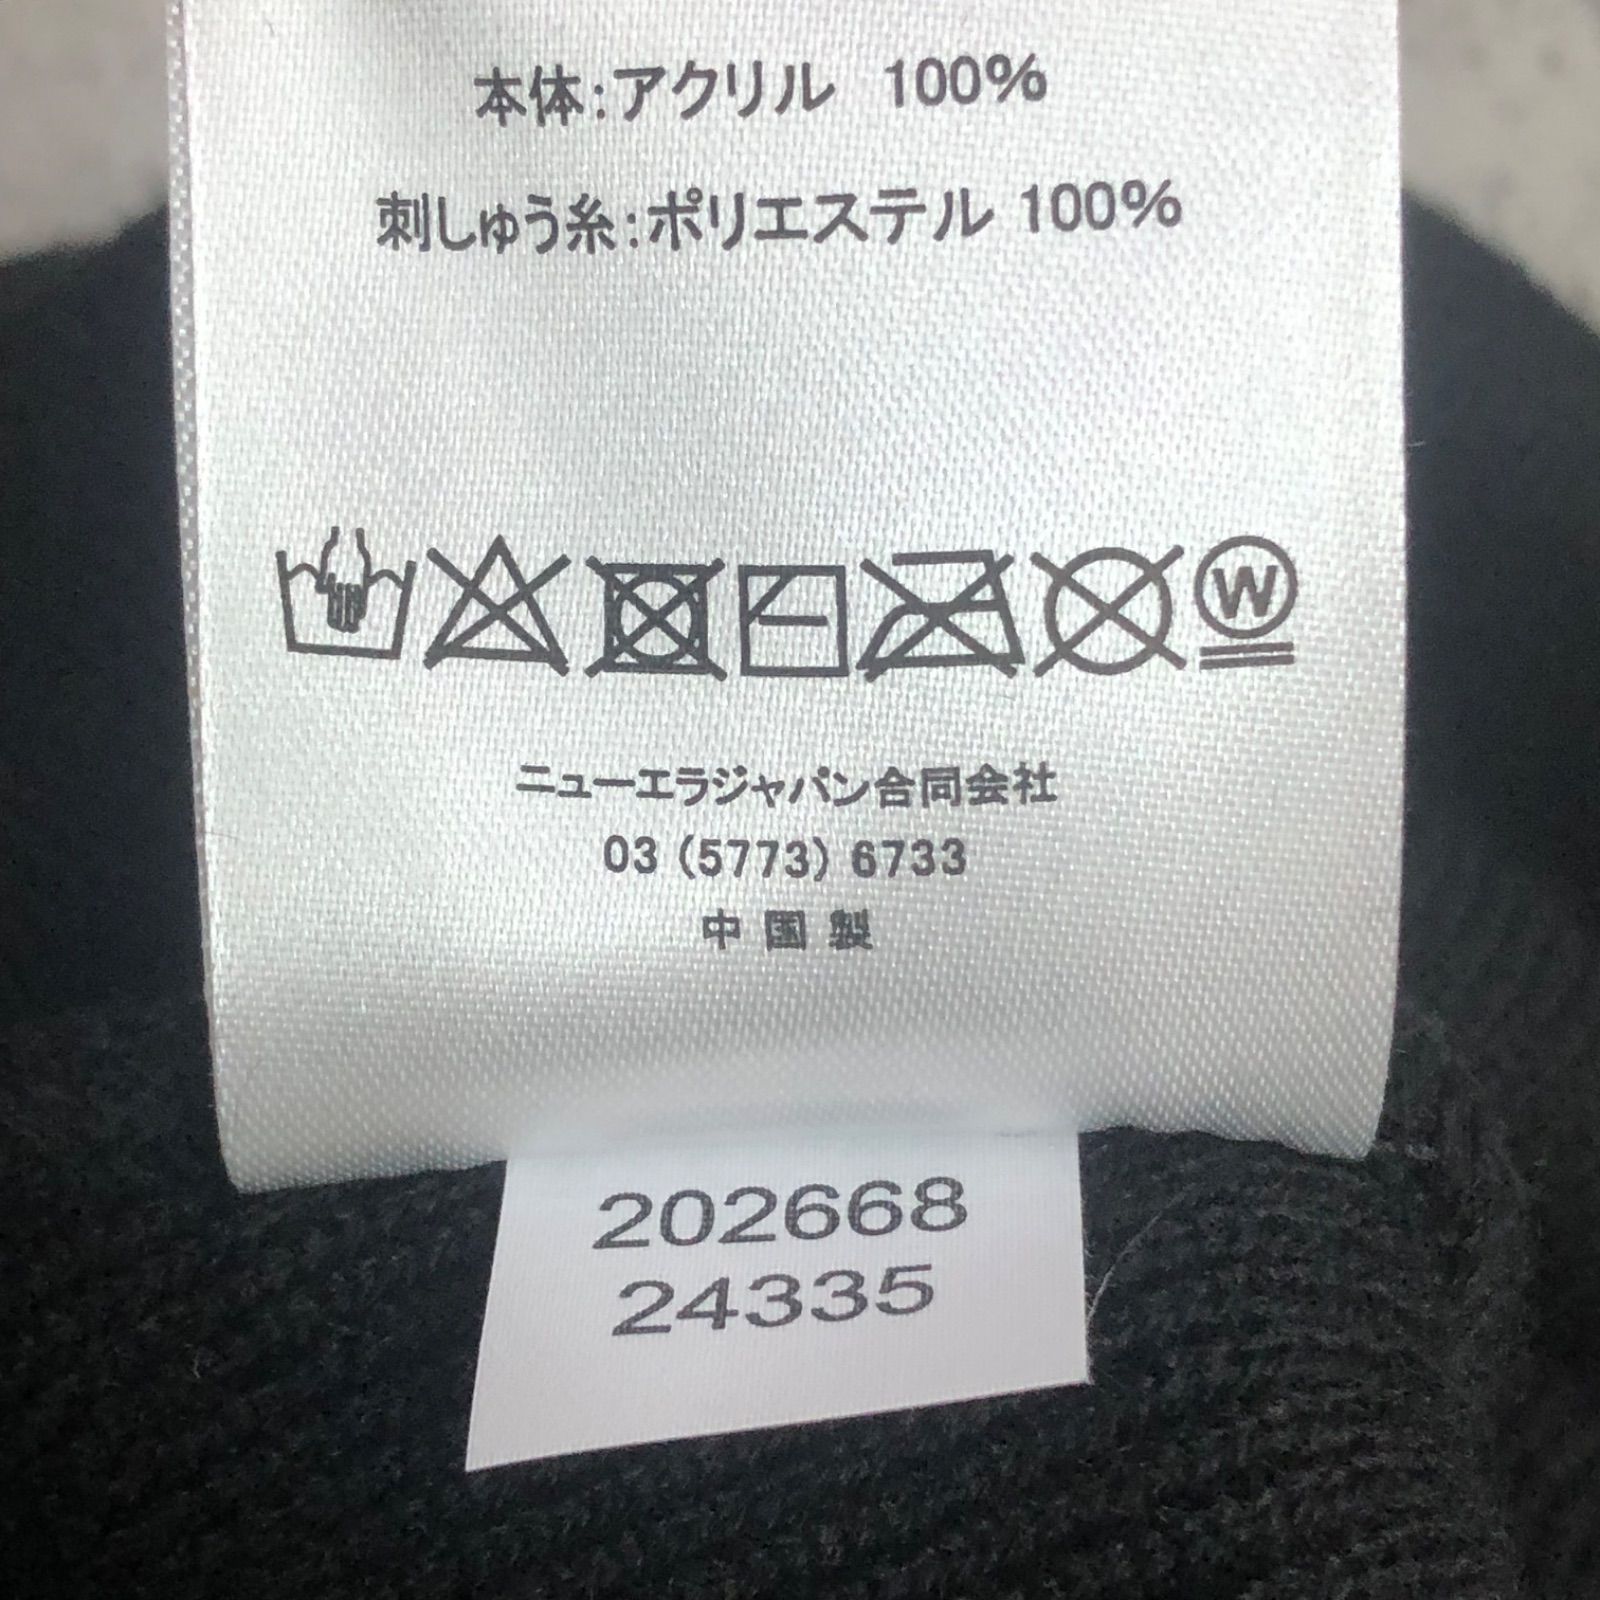 本体:アクリル 100%
刺しゅう糸:ポリエステル 100%
W
ニューエラジャパン合同会社
03 (5773) 6733
中国製
202668
24335